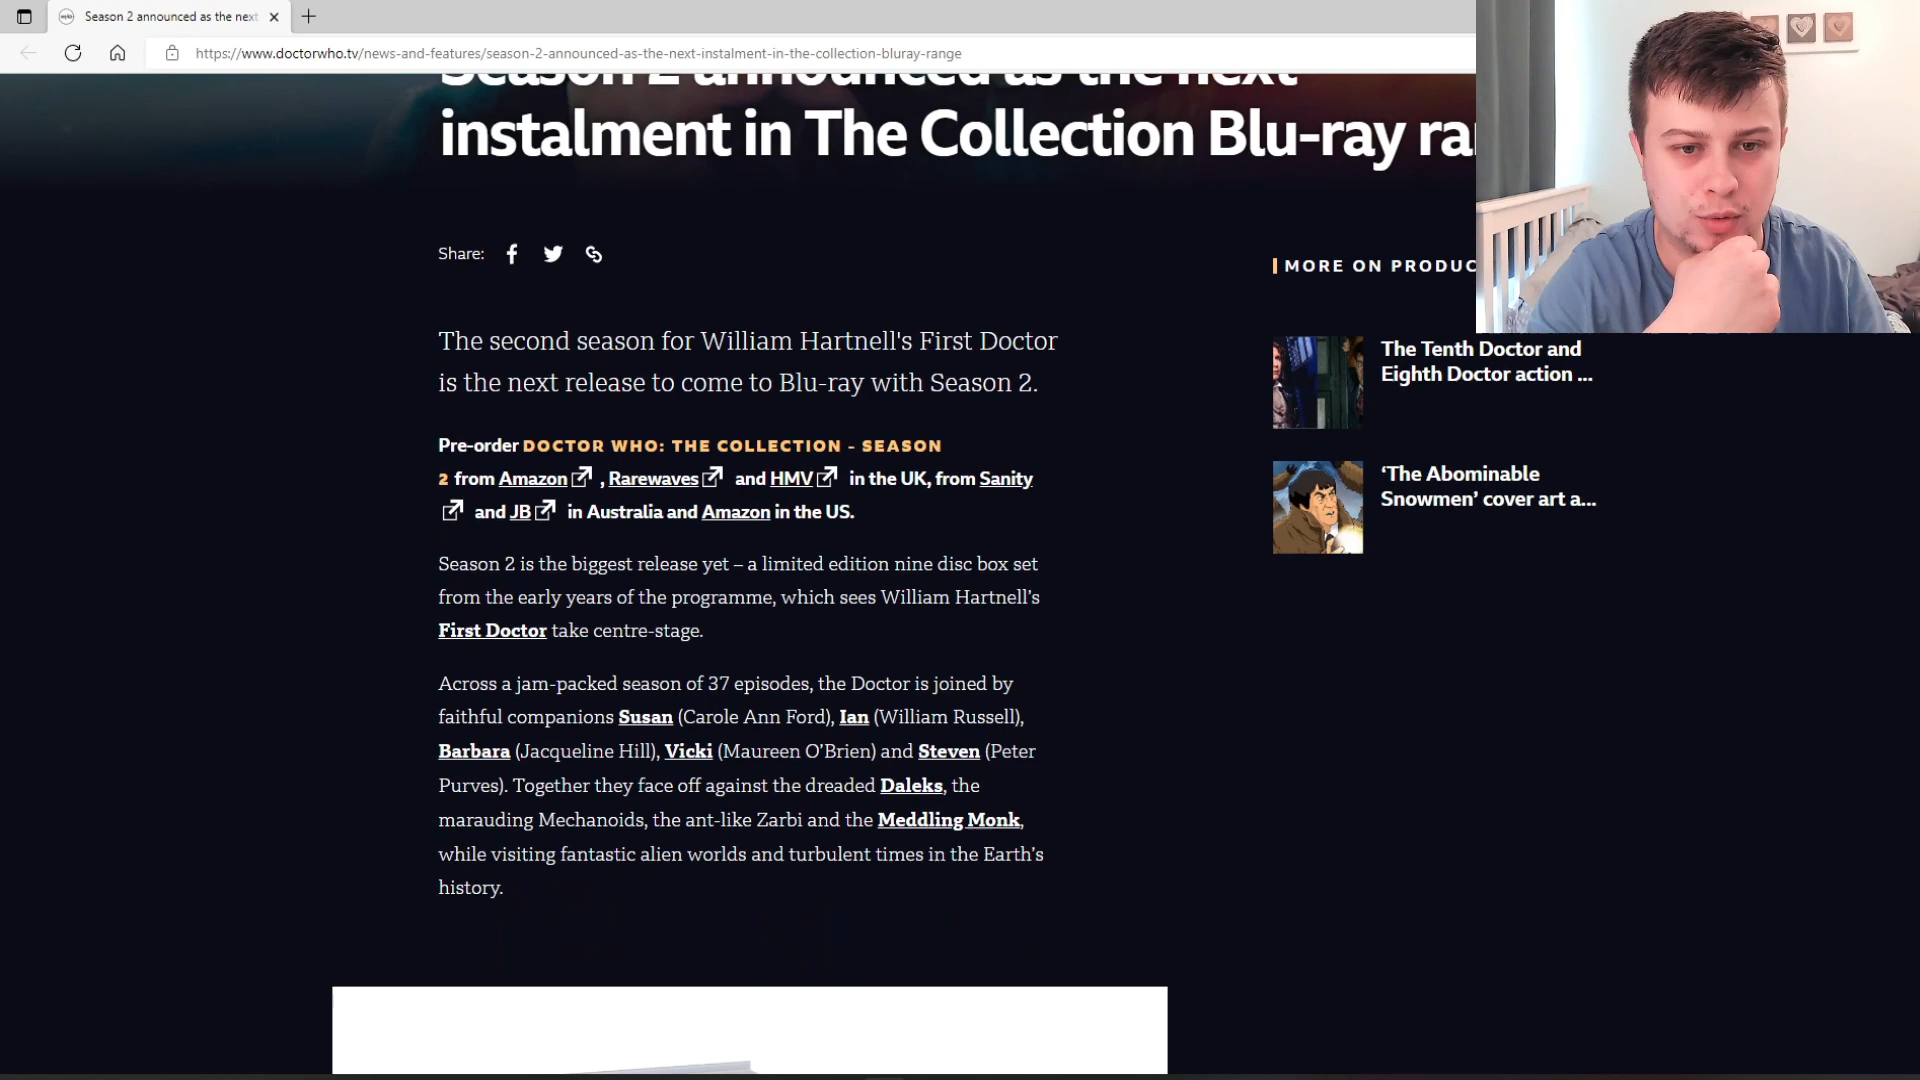 Season 2 announced as the next
https://www.doctorwho.tv/news-and-features/season-2-announced-as-the-next-instalment-in-the-collection-bluray-range
Season 2 announced as the next
instalment in The Collection Blu-ray ra
Share:
MORE ON PRODUC
The second season for William Hartnell's First Doctor
is the next release to come to Blu-ray with Season 2.
The Tenth Doctor and
Eighth Doctor action ...
Pre-order DOCTOR WHO: THE COLLECTION - SEASON
2 from Amazon , Rarewaves and HMV in the UK, from Sanity
and JB in Australia and Amazon in the US.
'The Abominable
Snowmen' cover art a...
Season 2 is the biggest release yet – a limited edition nine disc box set
from the early years of the programme, which sees William Hartnell's
First Doctor take centre-stage.
Across a jam-packed season of 37 episodes, the Doctor is joined by
faithful companions Susan (Carole Ann Ford), Ian (William Russell),
Barbara (Jacqueline Hill), Vicki (Maureen O'Brien) and Steven (Peter
Purves). Together they face off against the dreaded Daleks, the
marauding Mechanoids, the ant-like Zarbi and the Meddling Monk,
while visiting fantastic alien worlds and turbulent times in the Earth's
history.